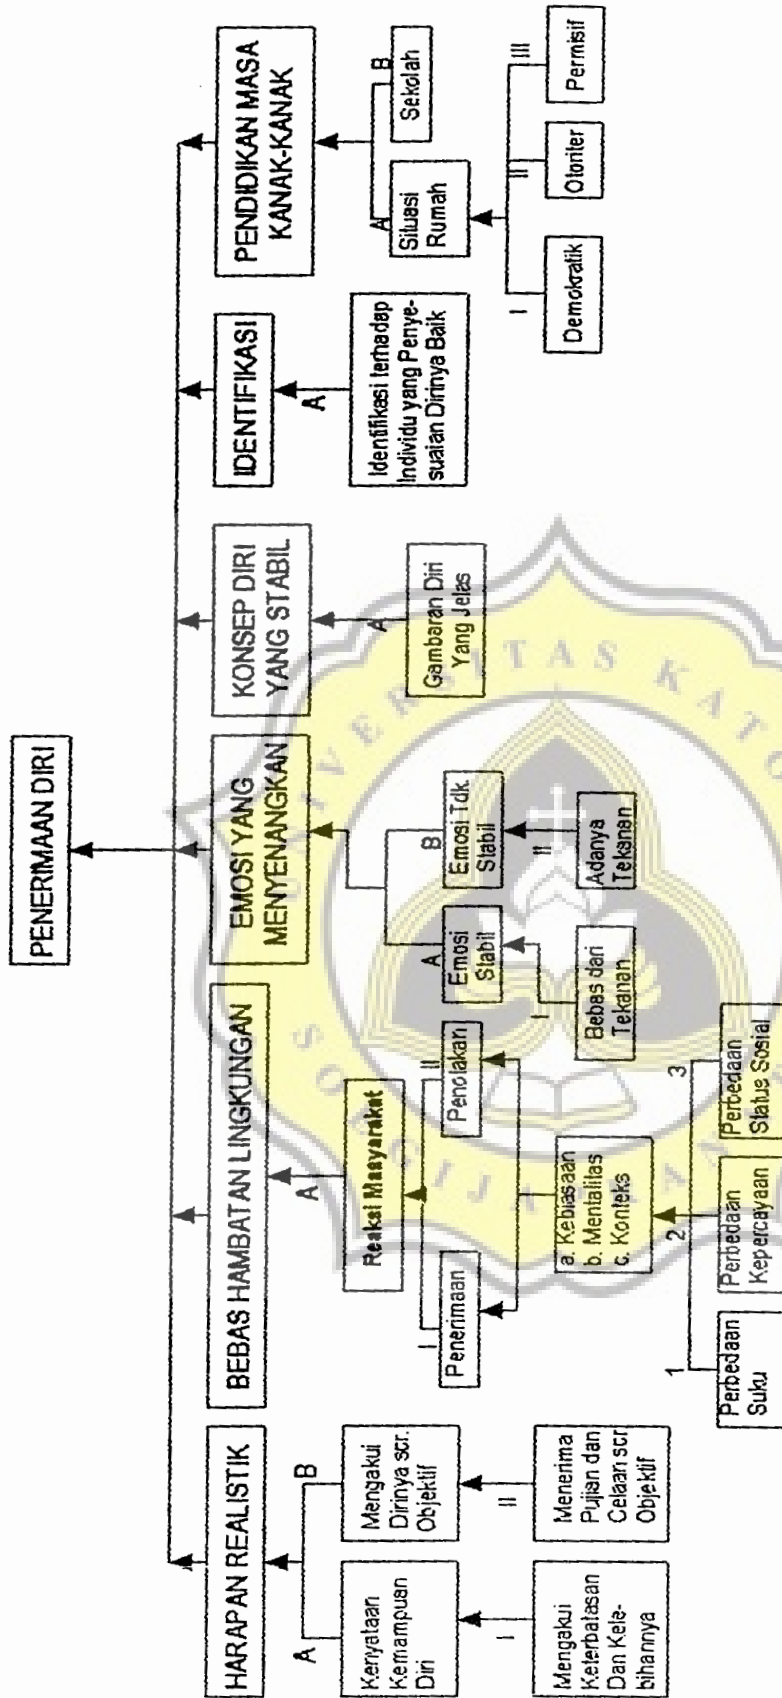 PENERIMAAN DIRI
HARAPAN REALISTIK
BEBAS HAMBATAN LINGKUNGAN
EMOSI YANG
MENYENANGKAN
KONSEP DIRI
YANG STABIL
IDENTIFIKASI
PENDIDIKAN MASA
KANAK-KANAK
A
B
Kenyataan
Kemampuan
Diri
Mengakui
Dirinya scr.
Objektif
I
II
Mengakui
Keterbatasan
Dan Kele-
bihannya
Menerima
Pujian dan
Celaan scr
Objektif
A
Reaksi Masyarakat
I
II
Penerimaan
Penolakan
a. Kebiasaan
b. Mentalitas
c. Konteks
1
2
3
Perbedaan
Suku
Perbedaan
Kepercayaan
Perbedaan
Status Sosial
A
B
Emosi
Stabil
Emosi Tdk.
Stabil
I
II
Bebas dari
Tekanan
Adanya
Tekanan
A
Gambaran Diri
Yang Jelas
A
Identifikasi terhadap
Individu yang Penye-
suaian Dirinya Baik
A
B
Situasi
Rumah
Sekolah
I
II
III
Demokratik
Otoriter
Permisif